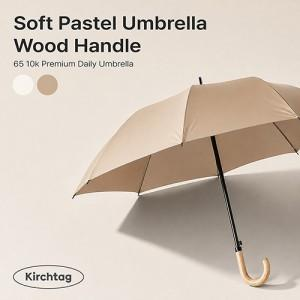 Soft Pastel Umbrella
Wood Handle
65 10k Premium Daily Umbrella
Kirchtag